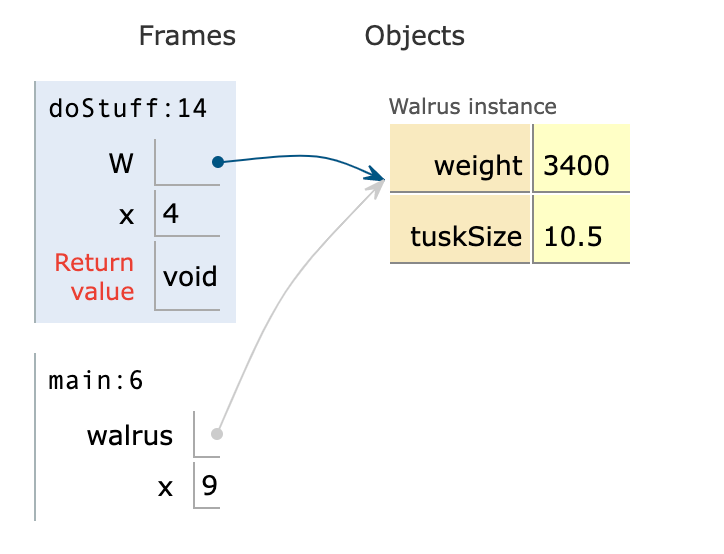 Frames Objects
doStuff:14
Walrus instance
W
weight 3400
x 4
tuskSize 10.5
Return
value void
main:6
walrus
x 9